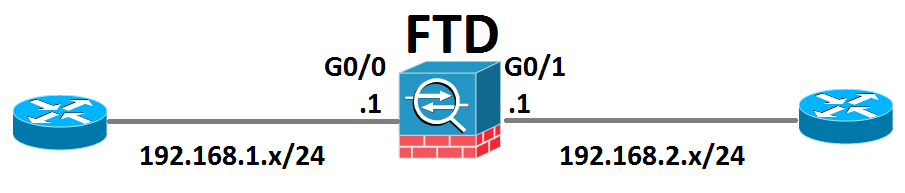 FTD
G0/0
G0/1
.1
.1
192.168.1.x/24
192.168.2.x/24